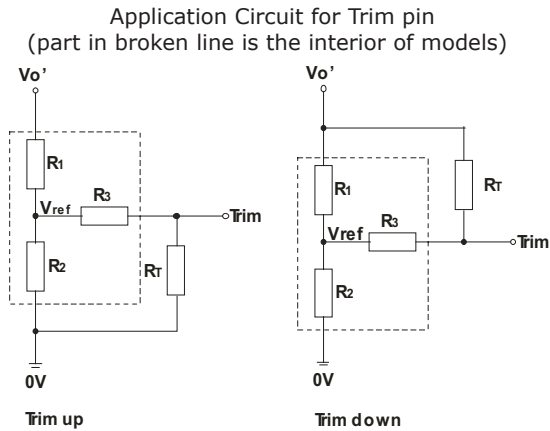 Application Circuit for Trim pin
(part in broken line is the interior of models)
Vo’
R1
Vref
R3
Trim
R2
RT
0V
Trim up
Vo’
R1
RT
Vref
R3
Trim
R2
0V
Trim down